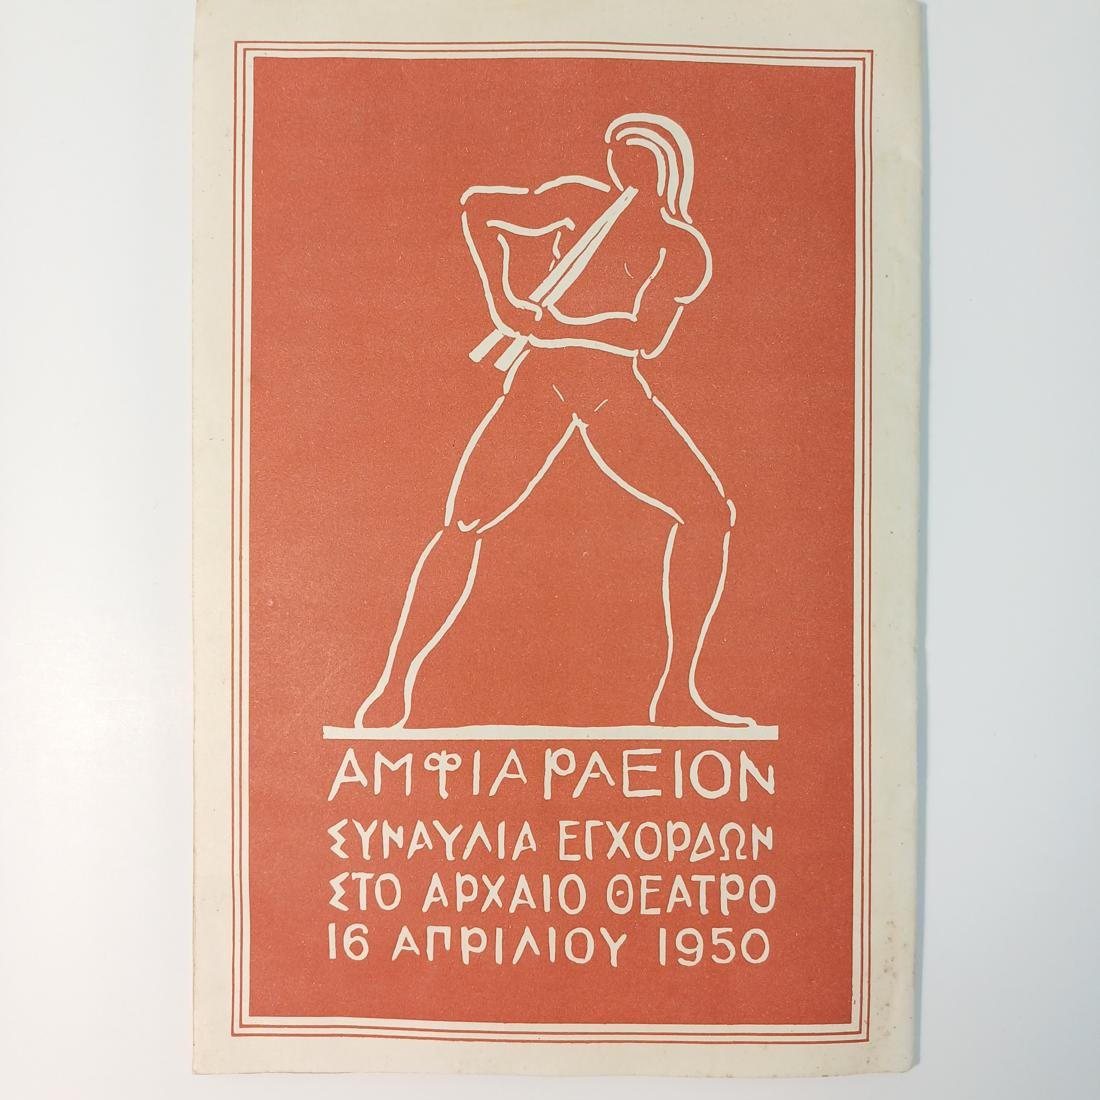 ΑΜΦΙΑΡΑΕΙΟΝ
ΣΥΝΑΥΛΙΑ ΕΓΧΟΡΔΩΝ
ΣΤΟ ΑΡΧΑΙΟ ΘΕΑΤΡΟ
16 ΑΠΡΙΛΙΟΥ 1950